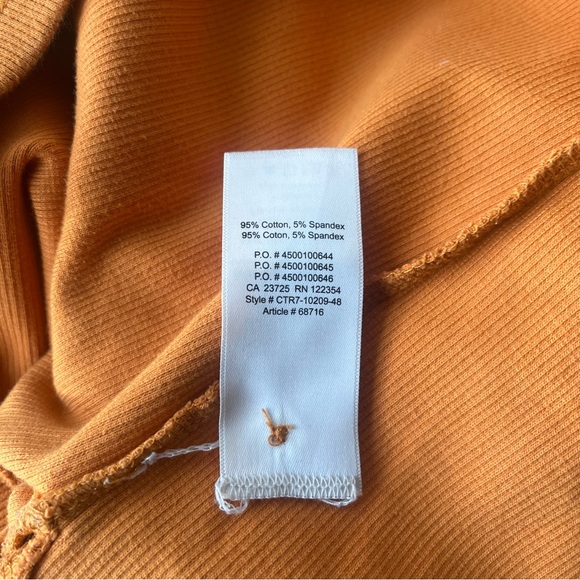 95% Cotton, 5% Spandex
95% Coton, 5% Spandex
P.O. # 4500100644
P.O. # 4500100645
P.O. # 4500100646
CA 23725 RN 122354
Style # CTR7-10209-48
Article # 68716